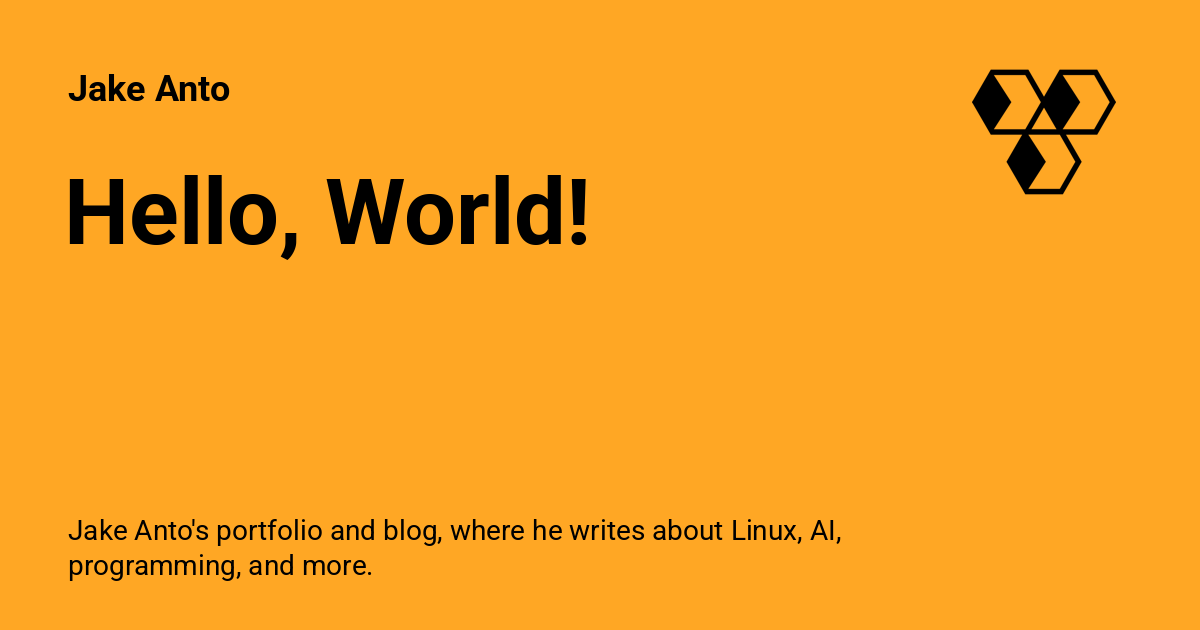 Jake Anto
Hello, World!
Jake Anto's portfolio and blog, where he writes about Linux, AI,
programming, and more.